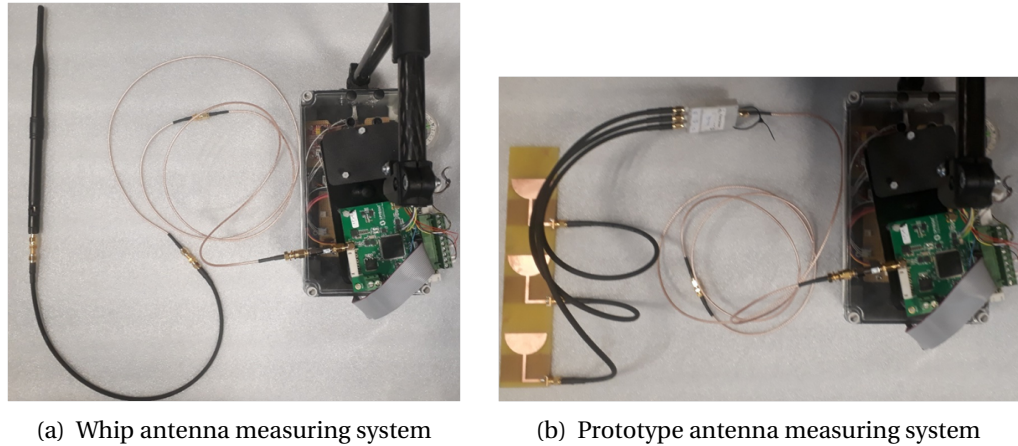 (a) Whip antenna measuring system
(b) Prototype antenna measuring system